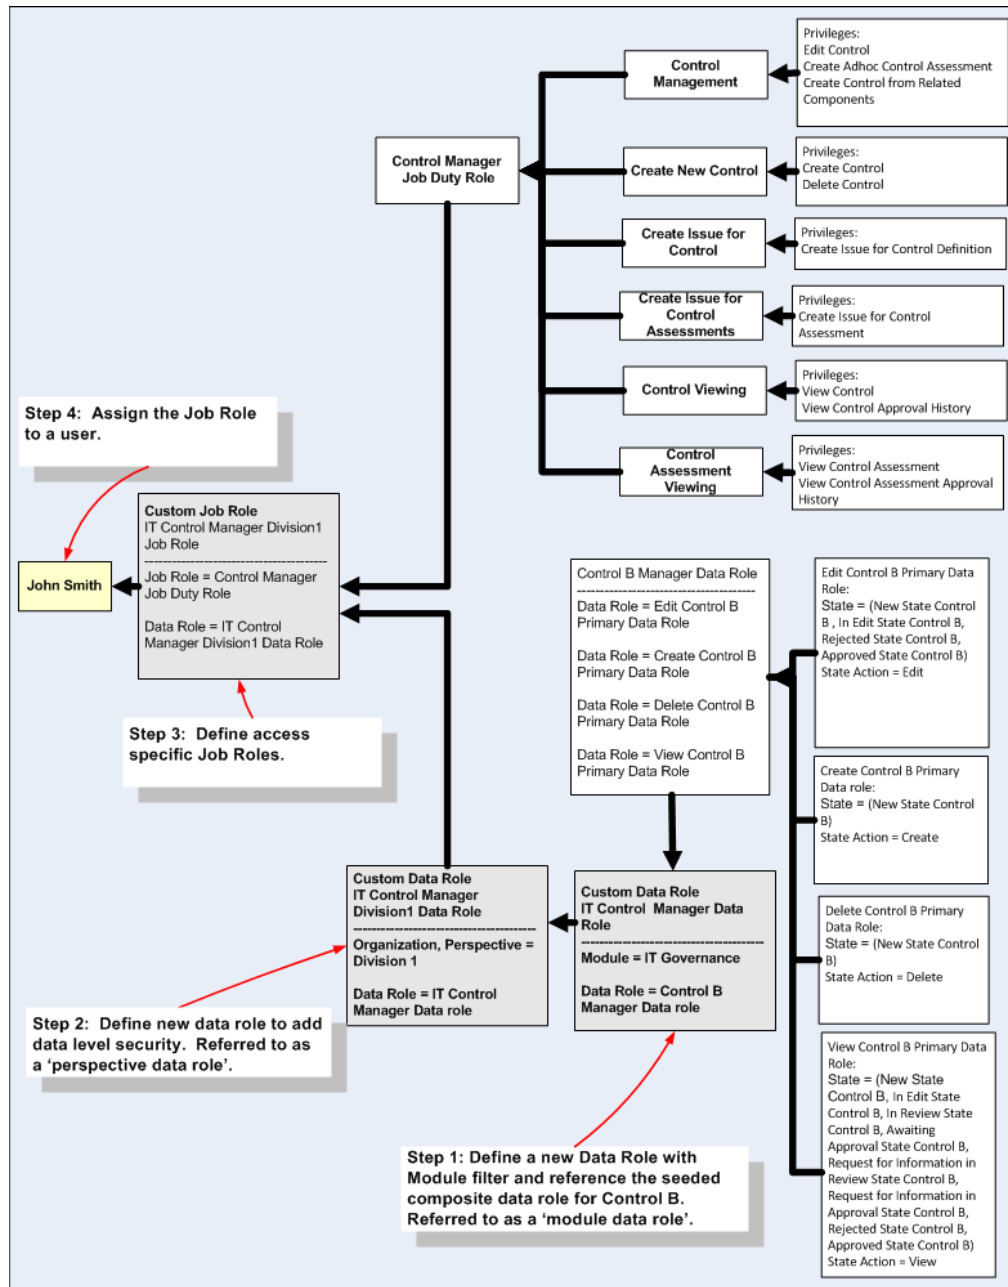 Privileges:
Edit Control
Create Adhoc Control Assessment
Create Control from Related
Components
Control
Management
Control Manager
Job Duty Role
Create New Control
Privileges:
Create Control
Delete Control
Create Issue for
Control
Privileges:
Create Issue for Control Definition
Create Issue for
Control
Assessments
Privileges:
Create Issue for Control
Assessment
Control Viewing
Privileges:
View Control
View Control Approval History
Control
Assessment
Viewing
Privileges:
View Control Assessment
View Control Assessment Approval
History
Step 4: Assign the Job Role
to a user.
John Smith
Custom Job Role
IT Control Manager Division1
Job Role
----------------------------------------
Job Role = Control Manager
Job Duty Role
Data Role = IT Control
Manager Division1 Data Role
Step 3: Define access
specific Job Roles.
Control B Manager Data Role
----------------------------------------
Data Role = Edit Control B
Primary Data Role
Data Role = Create Control B
Primary Data Role
Data Role = Delete Control B
Primary Data Role
Data Role = View Control B
Primary Data Role
Edit Control B Primary Data
Role:
State = (New State Control
B , In Edit State Control B,
Rejected State Control B,
Approved State Control B)
State Action = Edit
Create Control B Primary
Data role:
State = (New State Control
B)
State Action = Create
Delete Control B Primary
Data Role:
State = (New State Control
B)
State Action = Delete
View Control B Primary Data
Role:
State = (New State
Control B, In Edit State
Control B, In Review State
Control B, Awaiting
Approval State Control B,
Request for Information in
Review State Control B,
Request for Information in
Approval State Control B,
Rejected State Control B,
Approved State Control B)
State Action = View
Custom Data Role
IT Control Manager
Division1 Data Role
----------------------------------------
Organization, Perspective =
Division 1
Data Role = IT Control
Manager Data role
Custom Data Role
IT Control Manager Data
Role
----------------------------------------
Module = IT Governance
Data Role = Control B
Manager Data role
Step 2: Define new data role to add
data level security. Referred to as
a ‘perspective data role’.
Step 1: Define a new Data Role with
Module filter and reference the seeded
composite data role for Control B.
Referred to as a ‘module data role’.